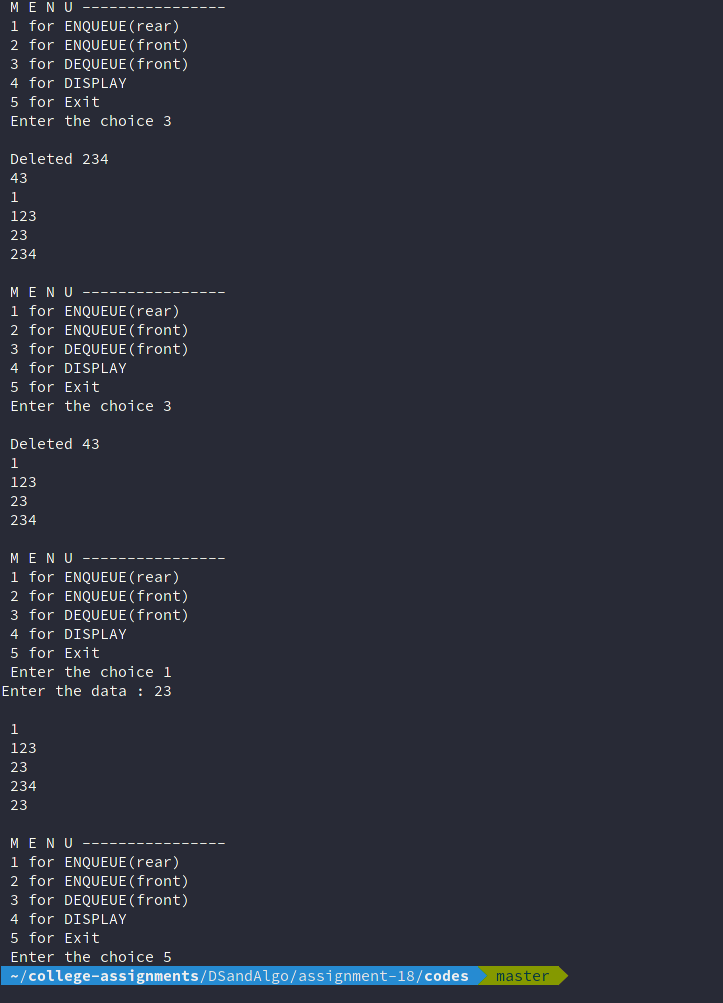 M E N U ----------------
1 for ENQUEUE(rear)
2 for ENQUEUE(front)
3 for DEQUEUE(front)
4 for DISPLAY
5 for Exit
Enter the choice 3
Deleted 234
43
1
123
23
234
M E N U ----------------
1 for ENQUEUE(rear)
2 for ENQUEUE(front)
3 for DEQUEUE(front)
4 for DISPLAY
5 for Exit
Enter the choice 3
Deleted 43
1
123
23
234
M E N U ----------------
1 for ENQUEUE(rear)
2 for ENQUEUE(front)
3 for DEQUEUE(front)
4 for DISPLAY
5 for Exit
Enter the choice 1
Enter the data : 23
1
123
23
234
23
M E N U ----------------
1 for ENQUEUE(rear)
2 for ENQUEUE(front)
3 for DEQUEUE(front)
4 for DISPLAY
5 for Exit
Enter the choice 5
~/college-assignments/DSandAlgo/assignment-18/codes master